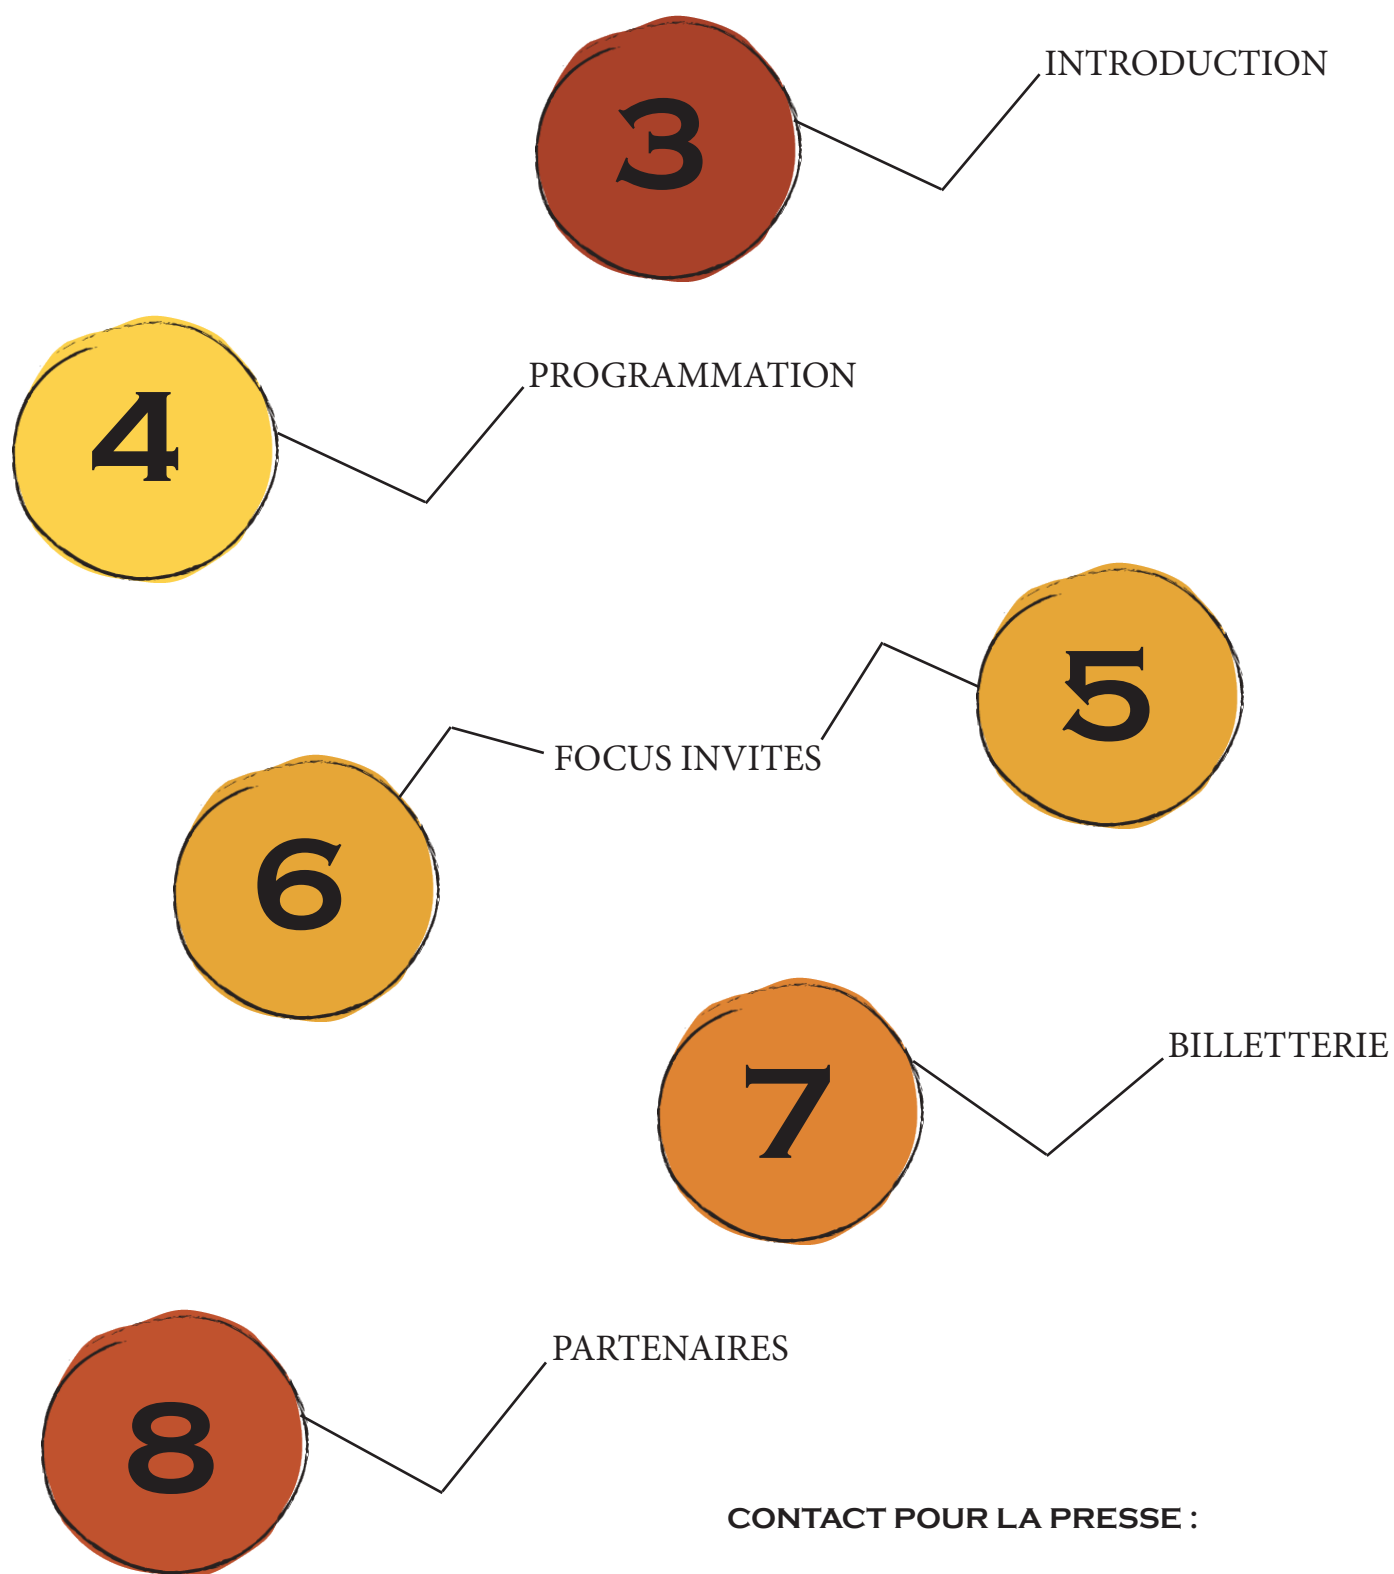 3
INTRODUCTION
4
PROGRAMMATION
5
FOCUS INVITES
6
7
BILLETTERIE
8
PARTENAIRES
CONTACT POUR LA PRESSE :